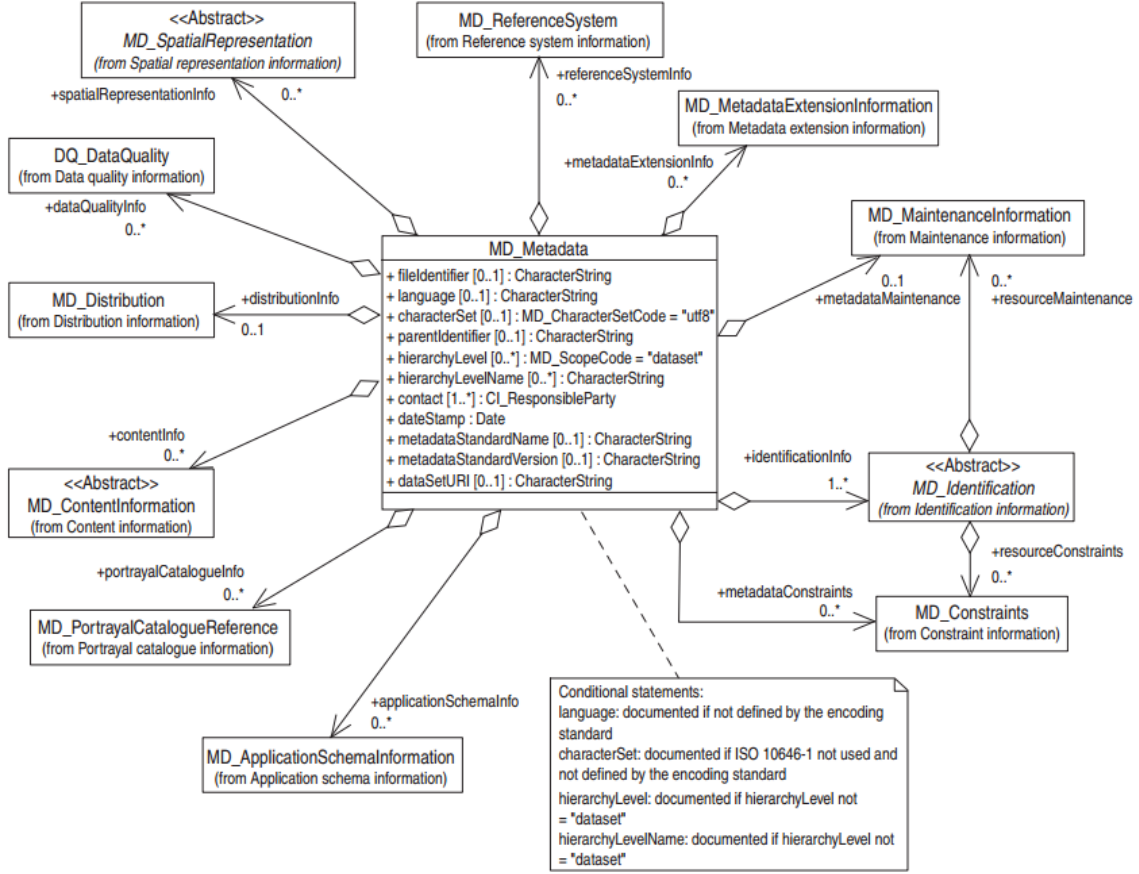 <<Abstract>>
MD_SpatialRepresentation
(from Spatial representation information)
+spatialRepresentationInfo
0..*
MD_ReferenceSystem
(from Reference system information)
+referenceSystemInfo
0..*
MD_MetadataExtensionInformation
(from Metadata extension information)
+metadataExtensionInfo
0..*
DQ_DataQuality
(from Data quality information)
+dataQualityInfo
0..*
MD_MaintenanceInformation
(from Maintenance information)
0..1
+metadataMaintenance
0..*
+resourceMaintenance
MD_Distribution
(from Distribution information)
+distributionInfo
0..1
MD_Metadata
+ fileIdentifier [0..1] : CharacterString
+ language [0..1] : CharacterString
+ characterSet [0..1] : MD_CharacterSetCode = "utf8"
+ parentIdentifier [0..1] : CharacterString
+ hierarchyLevel [0..*] : MD_ScopeCode = "dataset"
+ hierarchyLevelName [0..*] : CharacterString
+ contact [1..*] : CI_ResponsibleParty
+ dateStamp : Date
+ metadataStandardName [0..1] : CharacterString
+ metadataStandardVersion [0..1] : CharacterString
+ dataSetURI [0..1] : CharacterString
+contentInfo
0..*
<<Abstract>>
MD_ContentInformation
(from Content information)
+identificationInfo
1..*
<<Abstract>>
MD_Identification
(from Identification information)
+resourceConstraints
0..*
+portrayalCatalogueInfo
0..*
MD_PortrayalCatalogueReference
(from Portrayal catalogue information)
+metadataConstraints
0..*
MD_Constraints
(from Constraint information)
+applicationSchemaInfo
0..*
MD_ApplicationSchemaInformation
(from Application schema information)
Conditional statements:
language: documented if not defined by the encoding
standard
characterSet: documented if ISO 10646-1 not used and
not defined by the encoding standard
hierarchyLevel: documented if hierarchyLevel not
= "dataset"
hierarchyLevelName: documented if hierarchyLevel not
= "dataset"